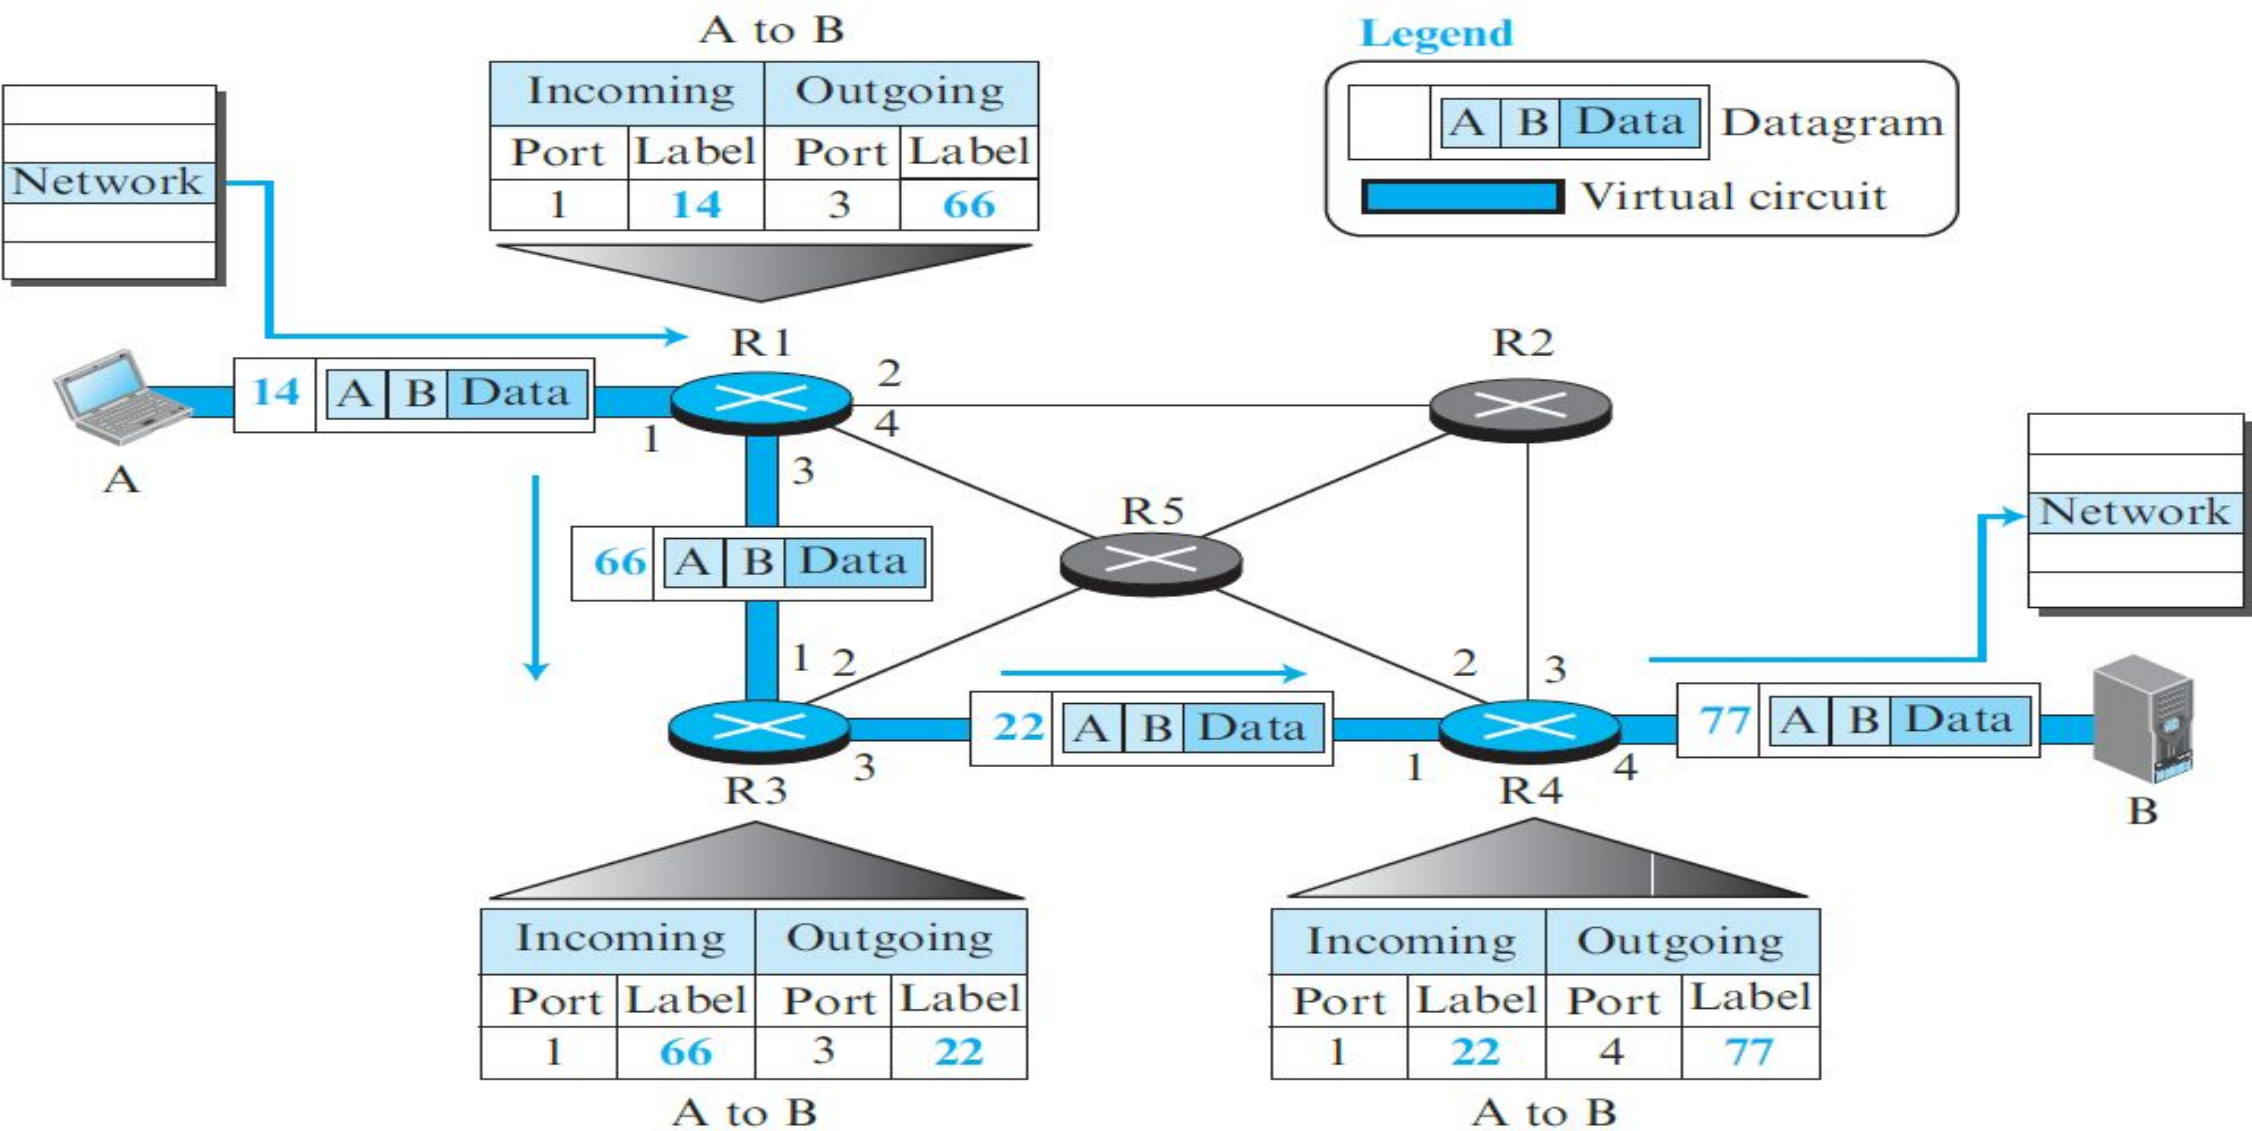 A to B
Incoming Outgoing
Port Label Port Label
1 14 3 66
Legend
A B Data Datagram
Virtual circuit
Network
R1
R2
14 A B Data
A
1
2
4
3
R5
66 A B Data
1 2
R3
3
22 A B Data
2
3
1
R4
4
77 A B Data
Network
B
Incoming Outgoing
Port Label Port Label
1 66 3 22
A to B
Incoming Outgoing
Port Label Port Label
1 22 4 77
A to B